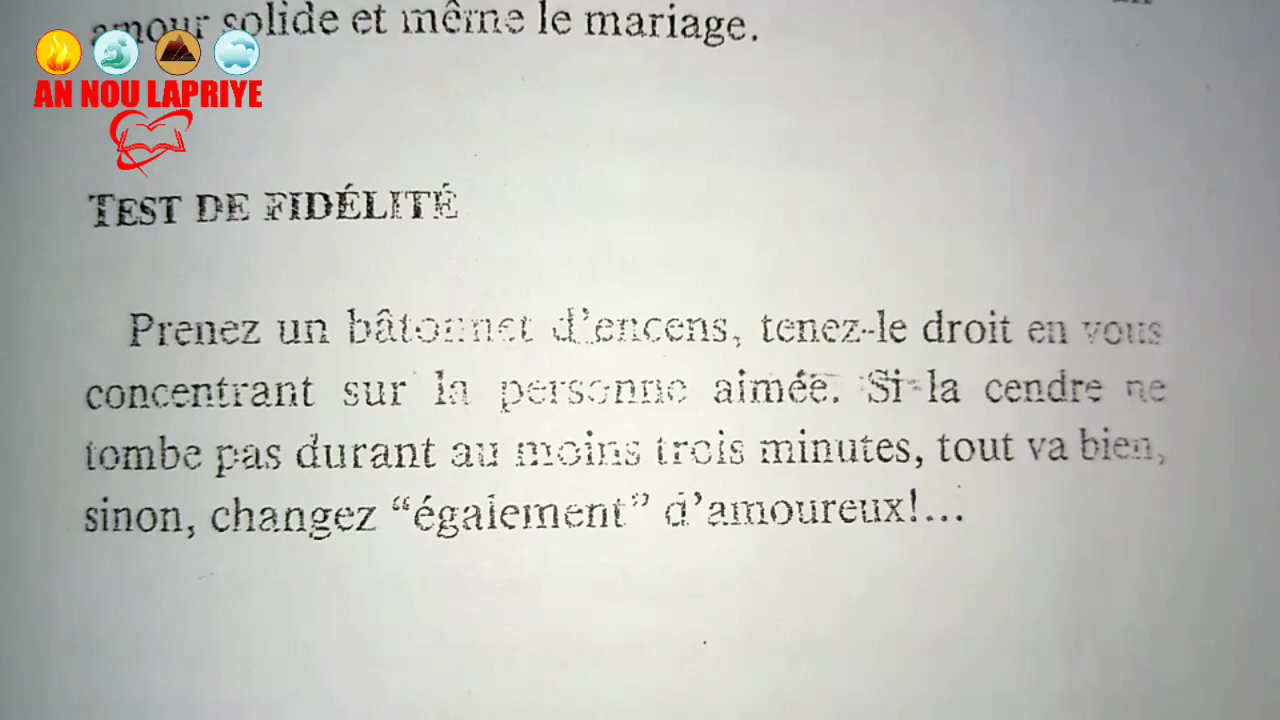 amour solide et même le mariage.
AN NOU LAPRIYE
TEST DE FIDÉLITÉ
Prenez un bâtonnet d'encens, tenez-le droit en vous
concentrant sur la personne aimée. Si la cendre ne
tombe pas durant au moins trois minutes, tout va bien,
sinon, changez “également” d'amoureux!...